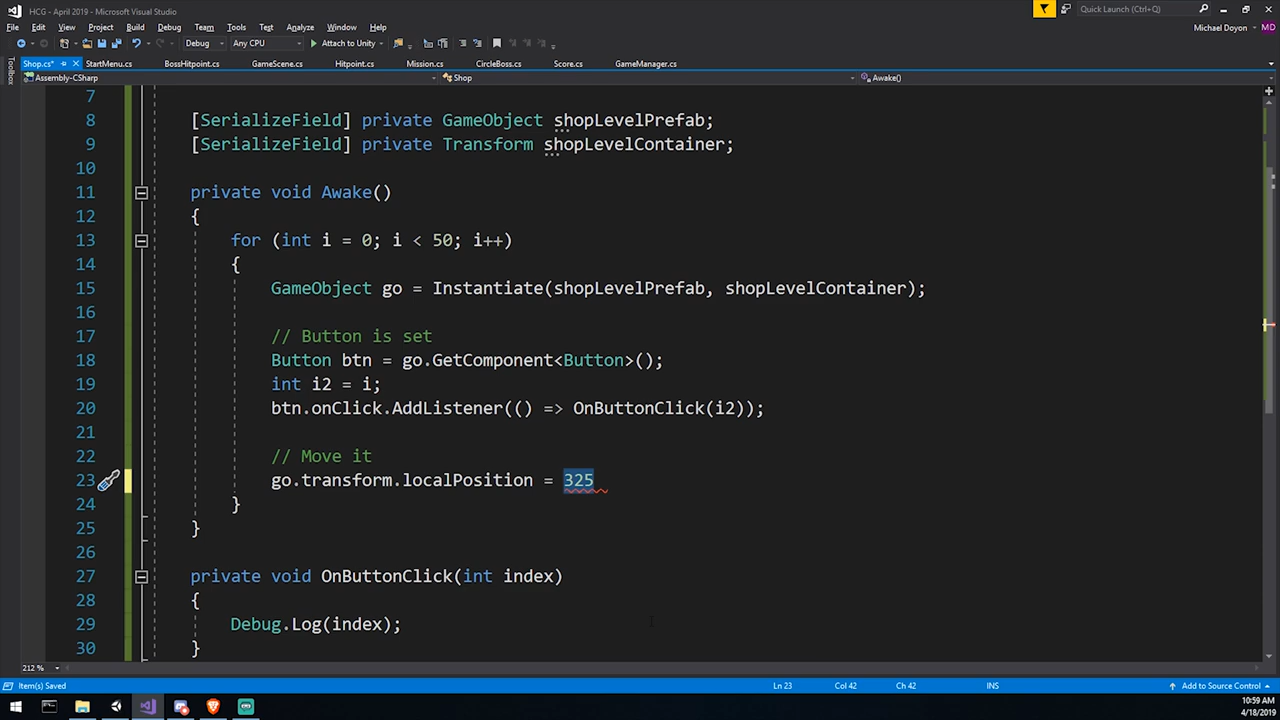 HCG - April 2019 - Microsoft Visual Studio
Quick Launch (Ctrl+Q)
File Edit View Project Build Debug Team Tools Test Analyze Window Help
Michael Doyon MD
Debug Any CPU Attach to Unity
Toolbox
Shop.cs* StartMenu.cs BossHitpoint.cs GameScene.cs Hitpoint.cs Mission.cs CircleBoss.cs Score.cs GameManager.cs
Assembly-CSharp Shop Awake()
7
8 [SerializeField] private GameObject shopLevelPrefab;
9 [SerializeField] private Transform shopLevelContainer;
10
11 private void Awake()
12 {
13 for (int i = 0; i < 50; i++)
14 {
15 GameObject go = Instantiate(shopLevelPrefab, shopLevelContainer);
16
17 // Button is set
18 Button btn = go.GetComponent<Button>();
19 int i2 = i;
20 btn.onClick.AddListener(() => OnButtonClick(i2));
21
22 // Move it
23 go.transform.localPosition = 325
24 }
25 }
26
27 private void OnButtonClick(int index)
28 {
29 Debug.Log(index);
30 }
212 %
Item(s) Saved Ln 23 Col 42 Ch 42 INS Add to Source Control
10:59 AM
4/18/2019